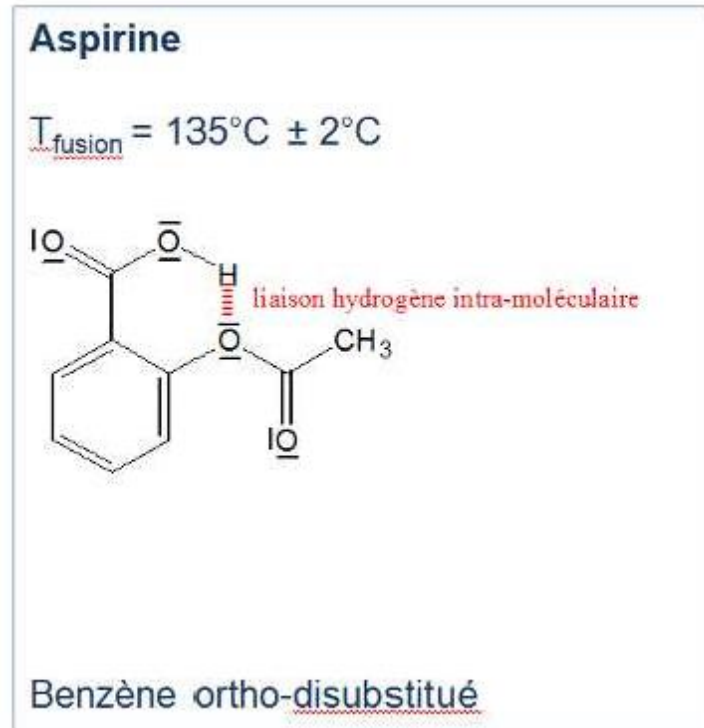 Aspirine
Tfusion = 135°C ± 2°C
IO O
H
liaison hydrogène intra-moléculaire
O CH3
IO
Benzène ortho-disubstitué